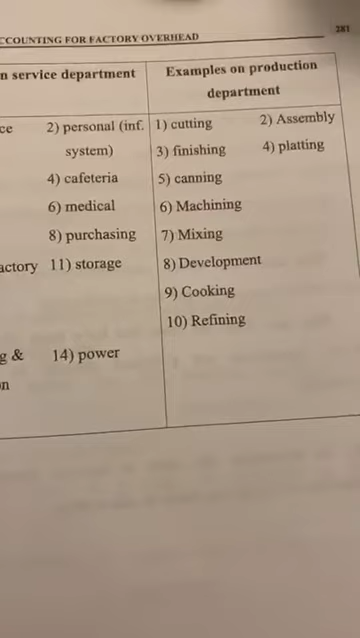 CCOUNTING FOR FACTORY OVERHEAD 281
n service department Examples on production
department
ce 2) personal (inf. 1) cutting 2) Assembly
system) 3) finishing 4) platting
4) cafeteria 5) canning
6) medical 6) Machining
8) purchasing 7) Mixing
actory 11) storage 8) Development
9) Cooking
10) Refining
g & 14) power
n